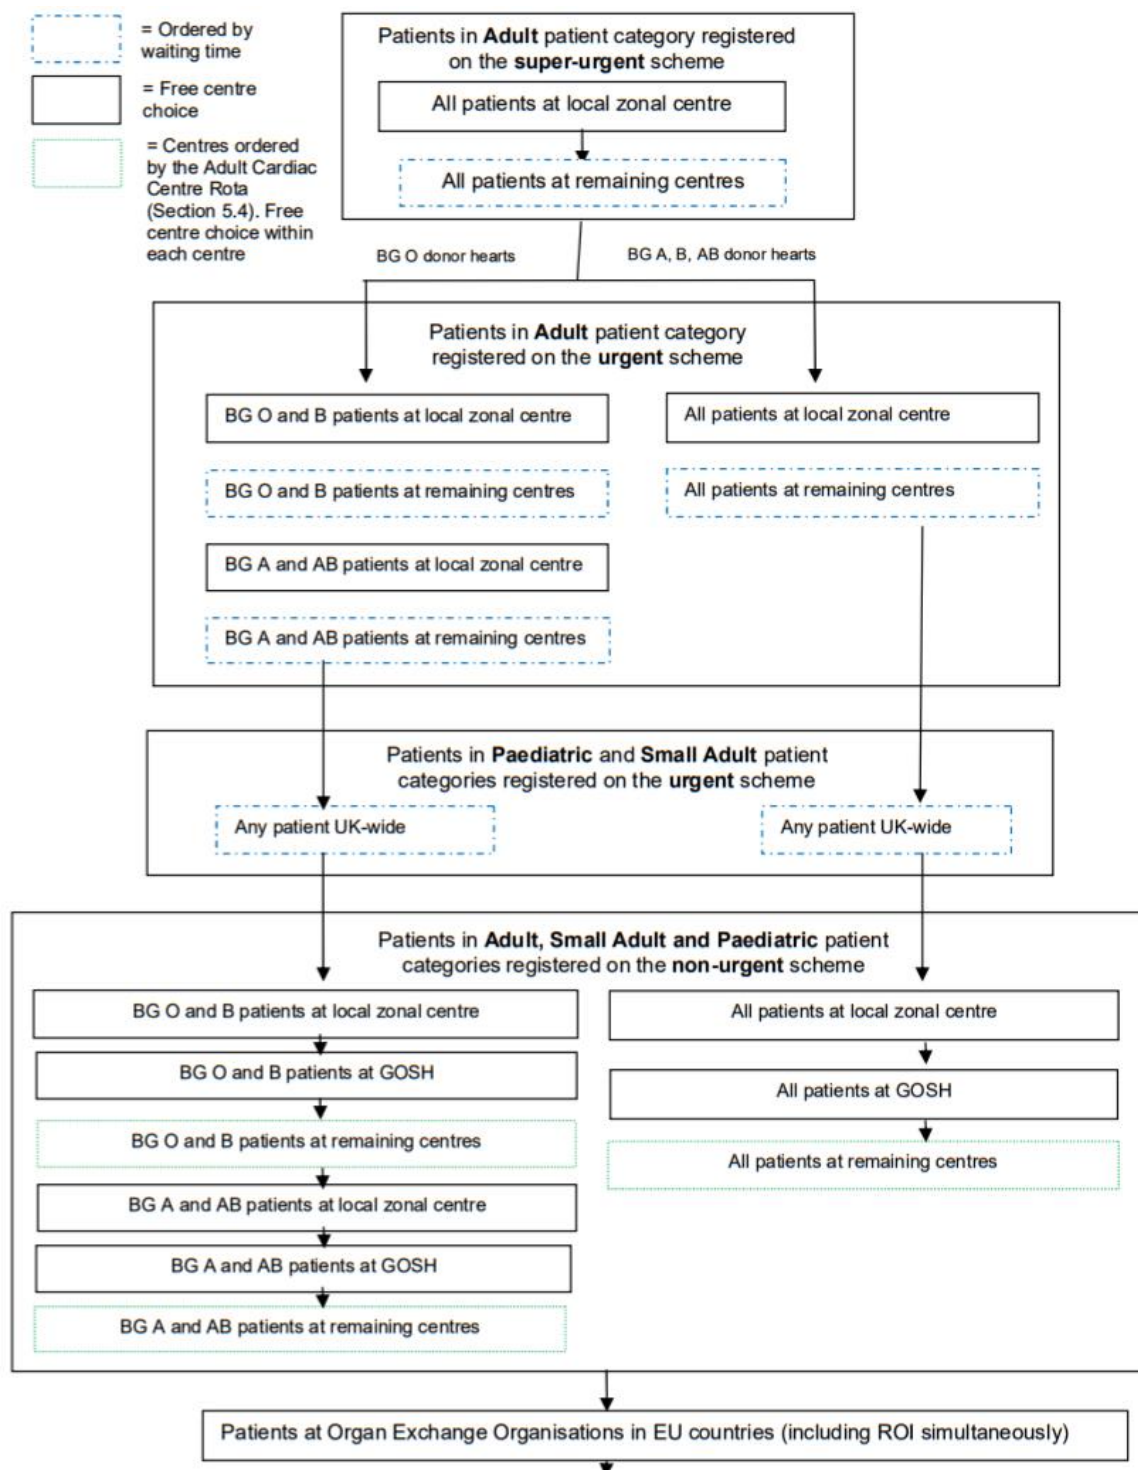 = Ordered by
waiting time
= Free centre
choice
= Centres ordered
by the Adult Cardiac
Centre Rota
(Section 5.4). Free
centre choice within
each centre
Patients in Adult patient category registered
on the super-urgent scheme
All patients at local zonal centre
All patients at remaining centres
BG O donor hearts
BG A, B, AB donor hearts
Patients in Adult patient category
registered on the urgent scheme
BG O and B patients at local zonal centre
BG O and B patients at remaining centres
BG A and AB patients at local zonal centre
BG A and AB patients at remaining centres
All patients at local zonal centre
All patients at remaining centres
Patients in Paediatric and Small Adult patient
categories registered on the urgent scheme
Any patient UK-wide
Any patient UK-wide
Patients in Adult, Small Adult and Paediatric patient
categories registered on the non-urgent scheme
BG O and B patients at local zonal centre
BG O and B patients at GOSH
BG O and B patients at remaining centres
BG A and AB patients at local zonal centre
BG A and AB patients at GOSH
BG A and AB patients at remaining centres
All patients at local zonal centre
All patients at GOSH
All patients at remaining centres
Patients at Organ Exchange Organisations in EU countries (including ROI simultaneously)